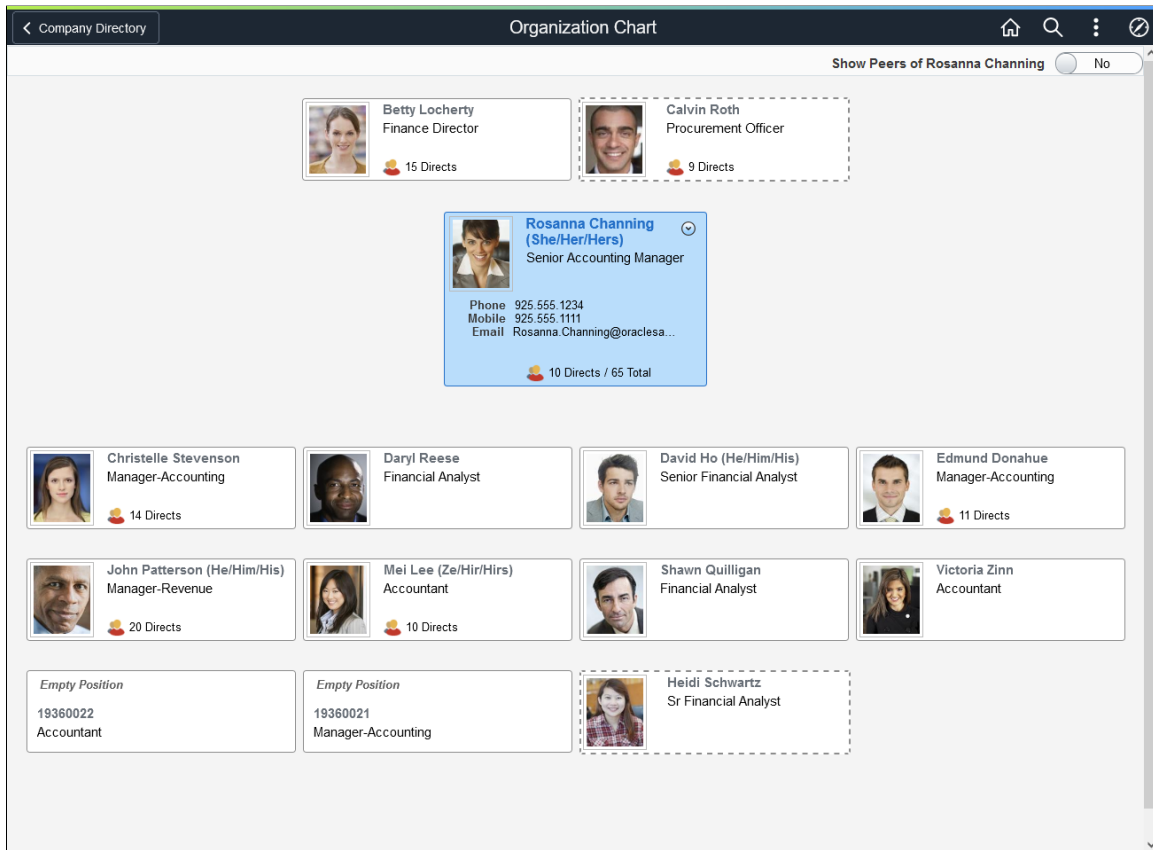 Company Directory
Organization Chart
Show Peers of Rosanna Channing
No
Betty Locherty
Finance Director
15 Directs
Calvin Roth
Procurement Officer
9 Directs
Rosanna Channing
(She/Her/Hers)
Senior Accounting Manager
Phone 925.555.1234
Mobile 925.555.1111
Email Rosanna.Channing@oraclesa...
10 Directs / 65 Total
Christelle Stevenson
Manager-Accounting
14 Directs
Daryl Reese
Financial Analyst
David Ho (He/Him/His)
Senior Financial Analyst
Edmund Donahue
Manager-Accounting
11 Directs
John Patterson (He/Him/His)
Manager-Revenue
20 Directs
Mei Lee (Ze/Hir/Hirs)
Accountant
10 Directs
Shawn Quilligan
Financial Analyst
Victoria Zinn
Accountant
Empty Position
19360022
Accountant
Empty Position
19360021
Manager-Accounting
Heidi Schwartz
Sr Financial Analyst